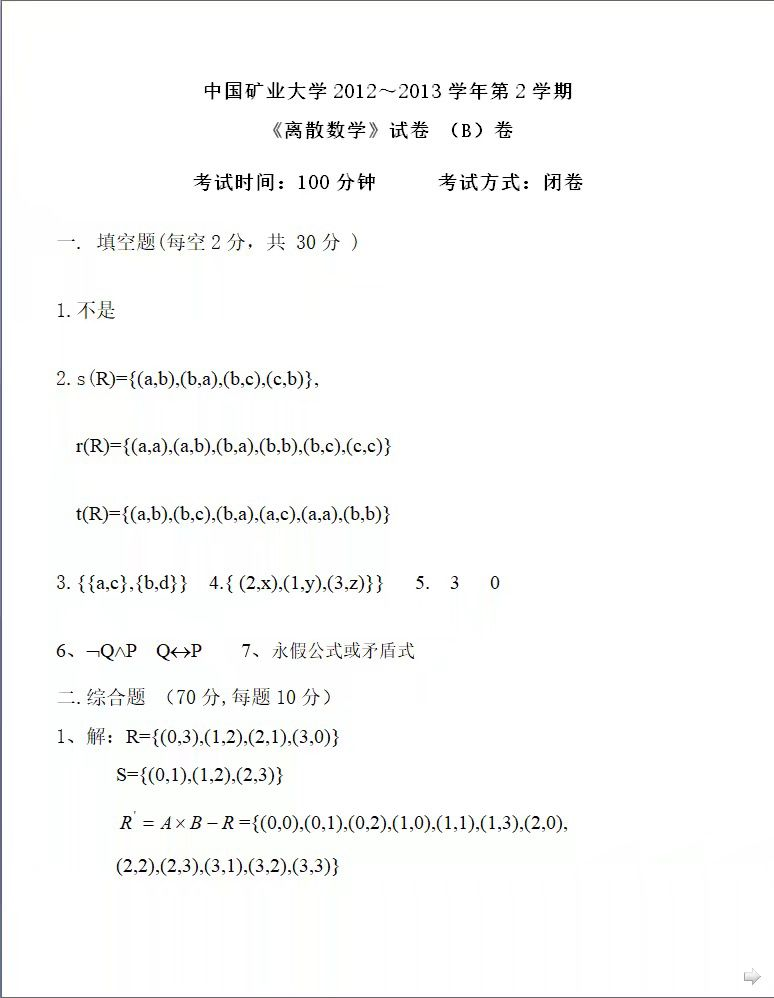 中国矿业大学 2012～2013 学年第 2 学期
《离散数学》试卷 （B）卷
考试时间：100 分钟 考试方式：闭卷
一. 填空题(每空 2 分，共 30 分 )
1.不是
2.s(R)={(a,b),(b,a),(b,c),(c,b)},
r(R)={(a,a),(a,b),(b,a),(b,b),(b,c),(c,c)}
t(R)={(a,b),(b,c),(b,a),(a,c),(a,a),(b,b)}
3.{{a,c},{b,d}} 4.{ (2,x),(1,y),(3,z)}} 5. 3 0
6、¬Q∧P Q↔P 7、永假公式或矛盾式
二.综合题 （70 分,每题 10 分）
1、解：R={(0,3),(1,2),(2,1),(3,0)}
S={(0,1),(1,2),(2,3)}
R' = A×B−R={(0,0),(0,1),(0,2),(1,0),(1,1),(1,3),(2,0),
(2,2),(2,3),(3,1),(3,2),(3,3)}